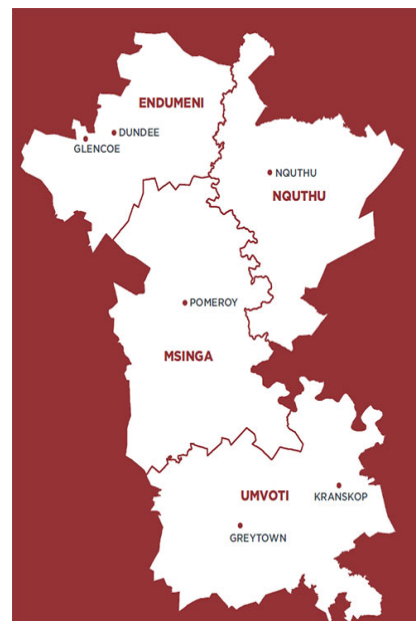 ENDUMENI
DUNDEE
GLENCOE
NQUTHU
NQUTHU
POMEROY
MSINGA
UMVOTI
KRANSKOP
GREYTOWN